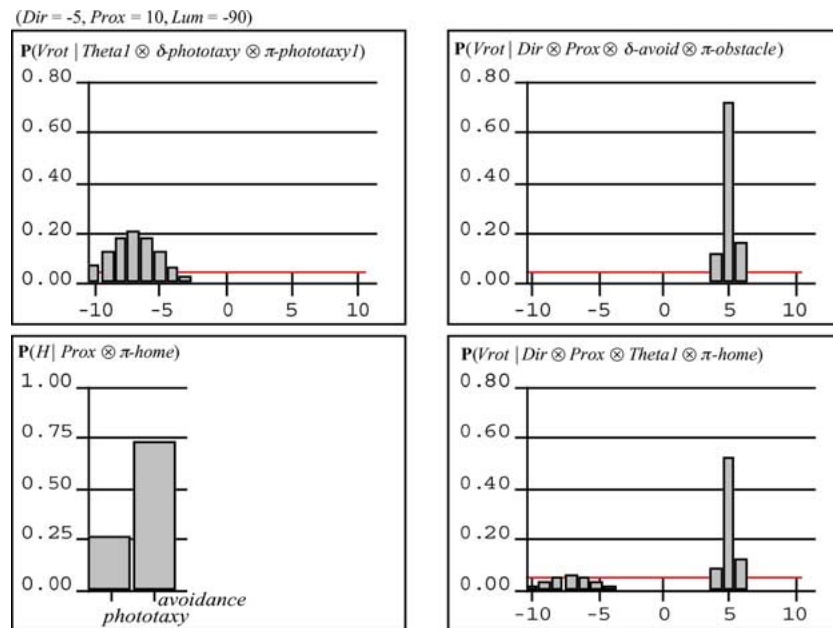 (Dir = -5, Prox = 10, Lum = -90)
P(Vrot | Theta1 ⊗ δ-phototaxy ⊗ π-phototaxy1)
0.80
0.60
0.40
0.20
0.00
-10 -5 0 5 10
P(Vrot | Dir ⊗ Prox ⊗ δ-avoid ⊗ π-obstacle)
0.80
0.60
0.40
0.20
0.00
-10 -5 0 5 10
P(H | Prox ⊗ π-home)
1.00
0.75
0.50
0.25
0.00
avoidance
phototaxy
P(Vrot | Dir ⊗ Prox ⊗ Theta1 ⊗ π-home)
0.80
0.60
0.40
0.20
0.00
-10 -5 0 5 10